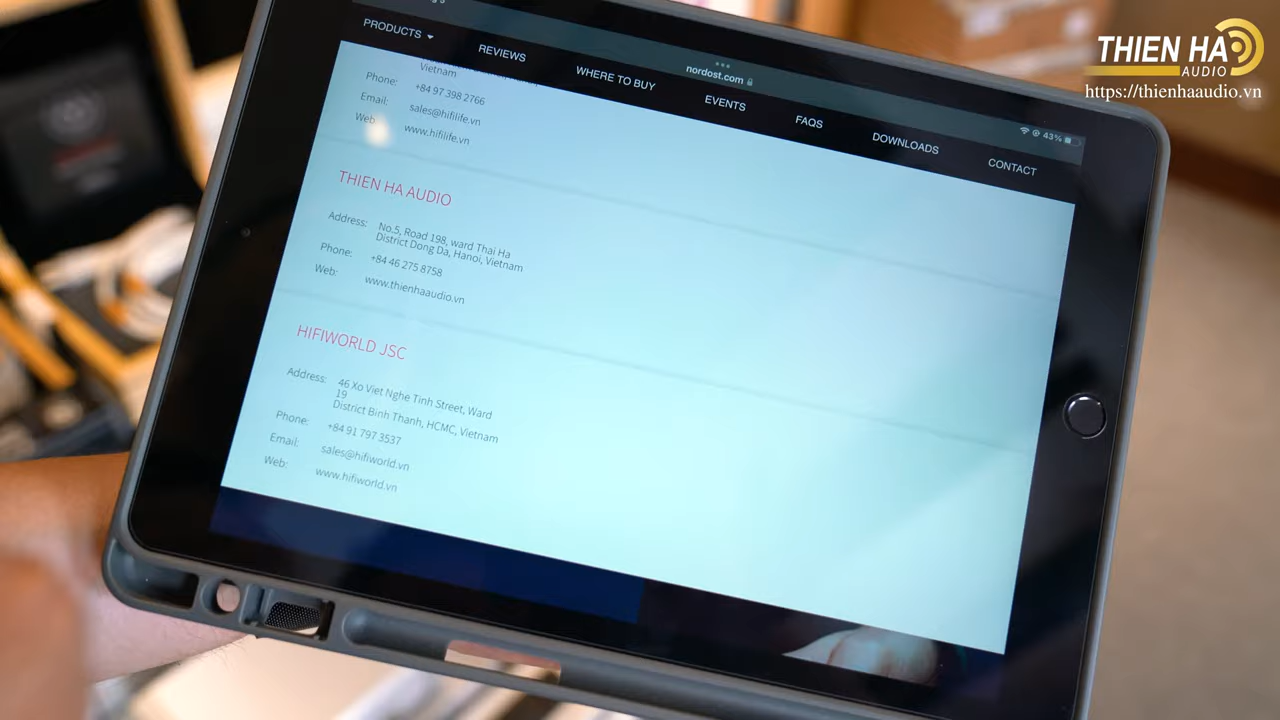 THIEN HA
AUDIO
https://thienhaaudio.vn
nordost.com
43%
PRODUCTS
REVIEWS
WHERE TO BUY
EVENTS
FAQS
DOWNLOADS
CONTACT
Vietnam
Phone: +84 97 398 2766
Email: sales@hifilife.vn
Web: www.hifilife.vn
THIEN HA AUDIO
Address: No.5, Road 198, ward Thai Ha
District Dong Da, Hanoi, Vietnam
Phone: +84 46 275 8758
Web: www.thienhaaudio.vn
HIFIWORLD JSC
Address: 46 Xo Viet Nghe Tinh Street, Ward
19
District Binh Thanh, HCMC, Vietnam
Phone: +84 91 797 3537
Email: sales@hifiworld.vn
Web: www.hifiworld.vn